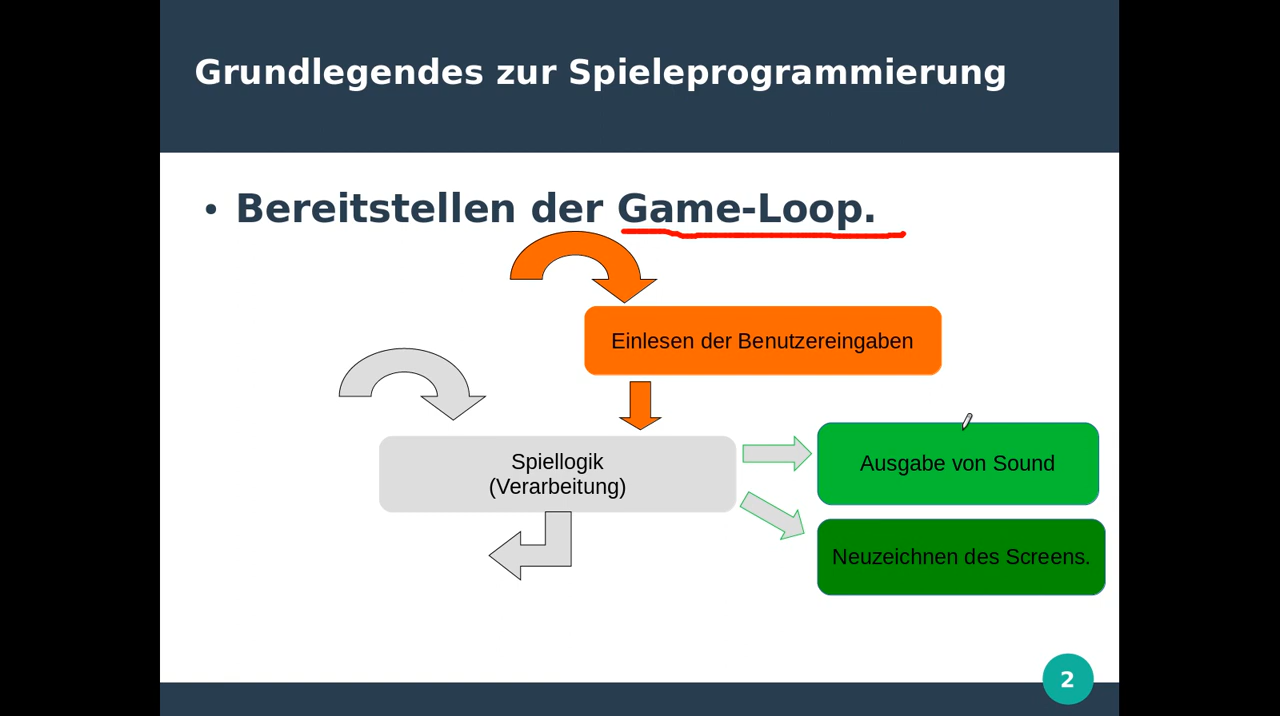 Grundlegendes zur Spieleprogrammierung
• Bereitstellen der Game-Loop.
Einlesen der Benutzereingaben
Spiellogik
(Verarbeitung)
Ausgabe von Sound
Neuzeichnen des Screens.
2